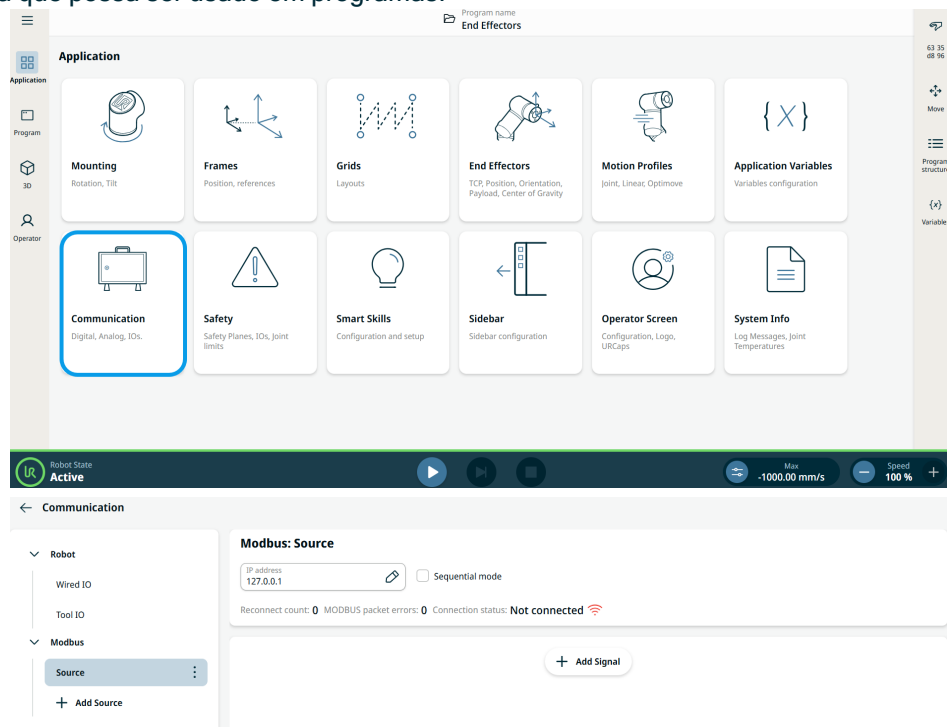 que possa ser usado em programas.
Program name
End Effectors
Application
63 35
d8 96
Application
Move
Program
Mounting
Rotation, Tilt
Frames
Position, references
Grids
Layouts
End Effectors
TCP, Position, Orientation,
Payload, Center of Gravity
Motion Profiles
Joint, Linear, Optimove
Application Variables
Variables configuration
Program
structure
3D
{x}
Variable
Operator
Communication
Digital, Analog, IOs.
Safety
Safety Planes, IOs, Joint
limits
Smart Skills
Configuration and setup
Sidebar
Sidebar configuration
Operator Screen
Configuration, Logo,
URCaps
System Info
Log Messages, Joint
Temperatures
Robot State
Active
Max
-1000.00 mm/s
Speed
100 %
Communication
Robot
Wired IO
Tool IO
Modbus
Source
Add Source
Modbus: Source
IP address
127.0.0.1
Sequential mode
Reconnect count: 0 MODBUS packet errors: 0 Connection status: Not connected
Add Signal